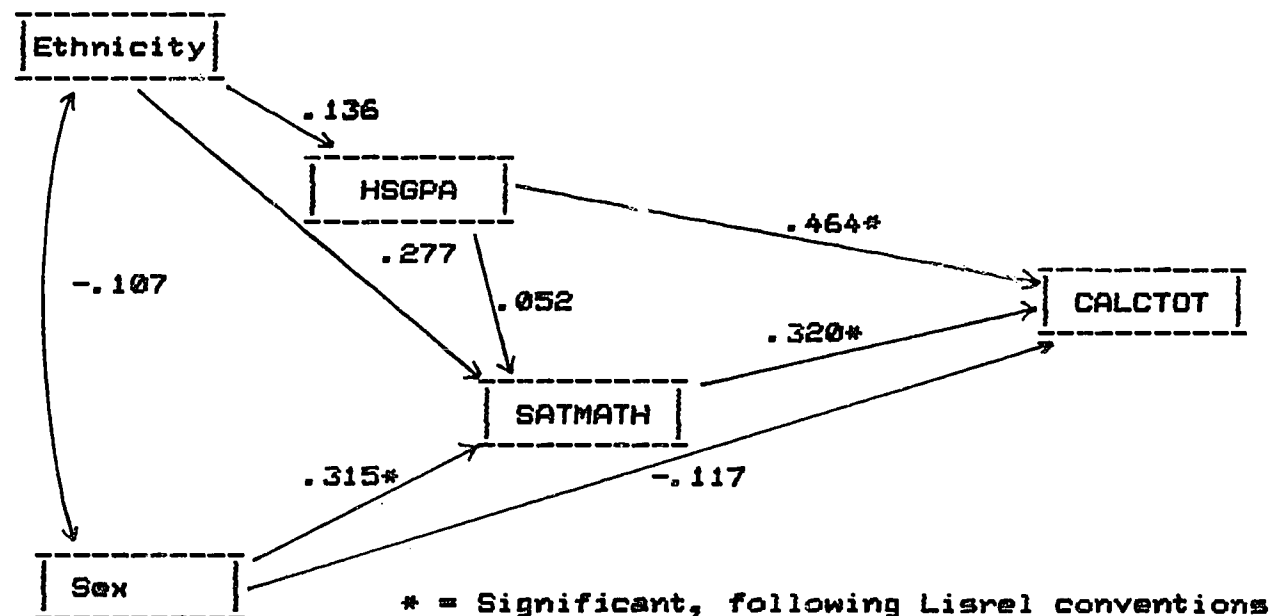 Ethnicity
.136
HSGPA
.464*
.277
-.107
.052
CALCTOT
.320*
SATMATH
.315*
-.117
Sex
* = Significant, following Lisrel conventions